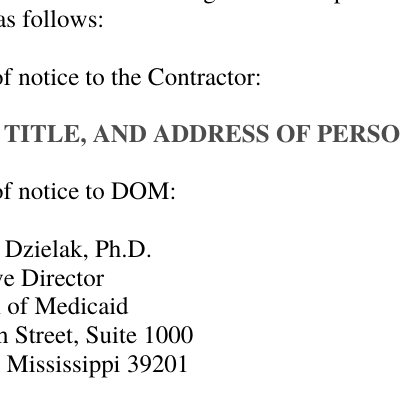 as follows:
of notice to the Contractor:
TITLE, AND ADDRESS OF PERSO
of notice to DOM:
Dzielak, Ph.D.
ve Director
of Medicaid
h Street, Suite 1000
Mississippi 39201